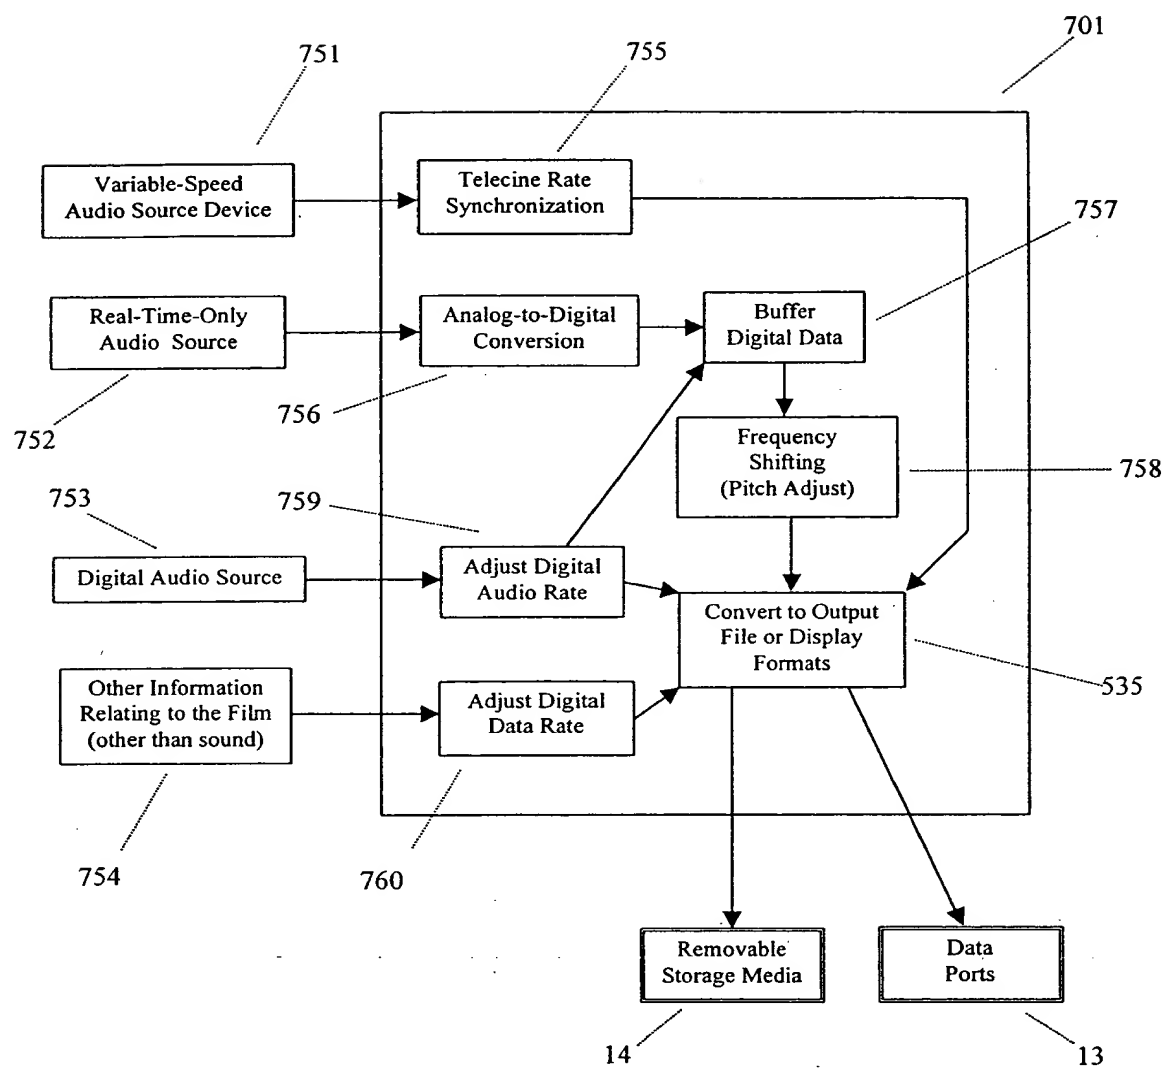 701
751
755
Variable-Speed
Audio Source Device
Telecine Rate
Synchronization
757
Real-Time-Only
Audio Source
Analog-to-Digital
Conversion
Buffer
Digital Data
752
756
Frequency
Shifting
(Pitch Adjust)
758
753
759
Digital Audio Source
Adjust Digital
Audio Rate
Convert to Output
File or Display
Formats
535
Other Information
Relating to the Film
(other than sound)
Adjust Digital
Data Rate
754
760
Removable
Storage Media
Data
Ports
14
13